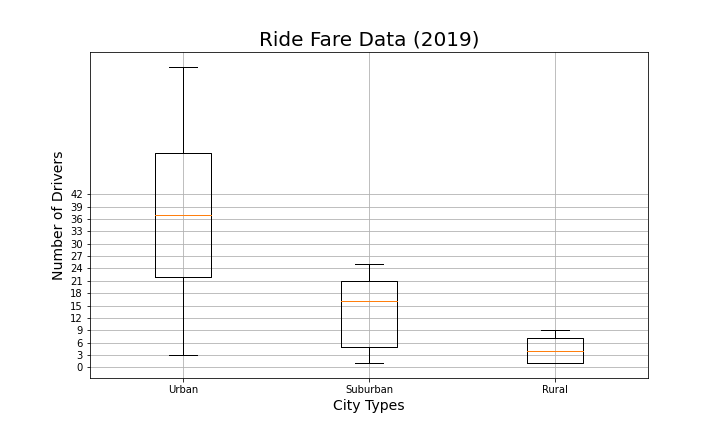 Ride Fare Data (2019)
Number of Drivers
42
39
36
33
30
27
24
21
18
15
12
9
6
3
0
Urban
Suburban
Rural
City Types